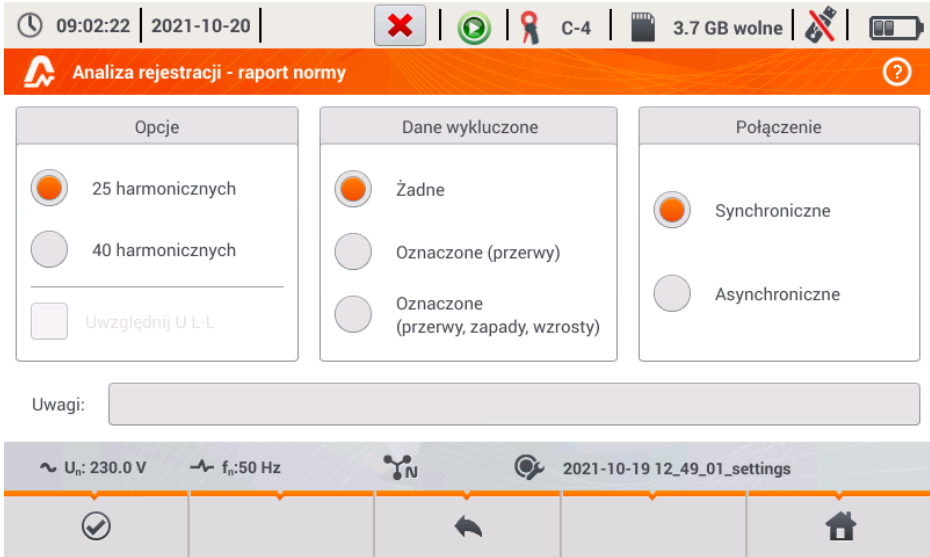 09:02:22 2021-10-20 C-4 3.7 GB wolne
Analiza rejestracji - raport normy ?
Opcje
25 harmonicznych
40 harmonicznych
Uwzględnij U L-L
Dane wykluczone
Żadne
Oznaczone (przerwy)
Oznaczone
(przerwy, zapady, wzrosty)
Połączenie
Synchroniczne
Asynchroniczne
Uwagi:
Uₙ: 230.0 V fₙ:50 Hz N 2021-10-19 12_49_01_settings